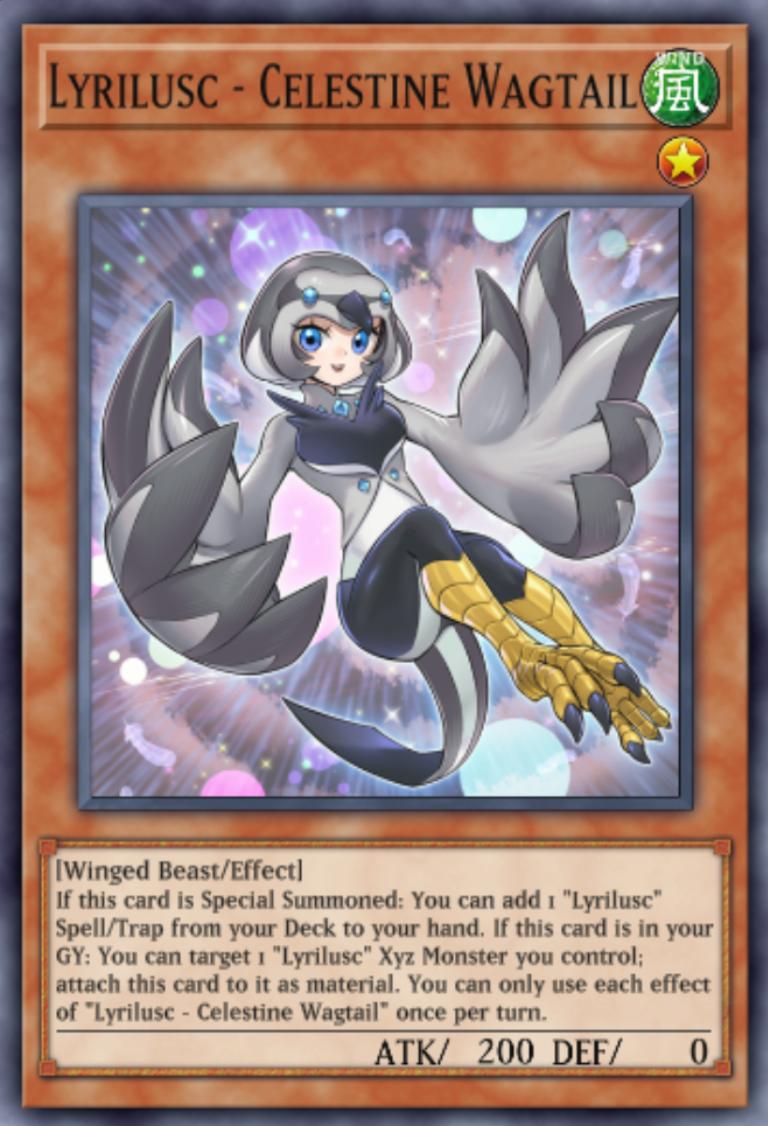 Lyrilusc - Celestine Wagtail
WIND
風
[Winged Beast/Effect]
If this card is Special Summoned: You can add 1 "Lyrilusc"
Spell/Trap from your Deck to your hand. If this card is in your
GY: You can target 1 "Lyrilusc" Xyz Monster you control;
attach this card to it as material. You can only use each effect
of "Lyrilusc - Celestine Wagtail" once per turn.
ATK/ 200 DEF/ 0